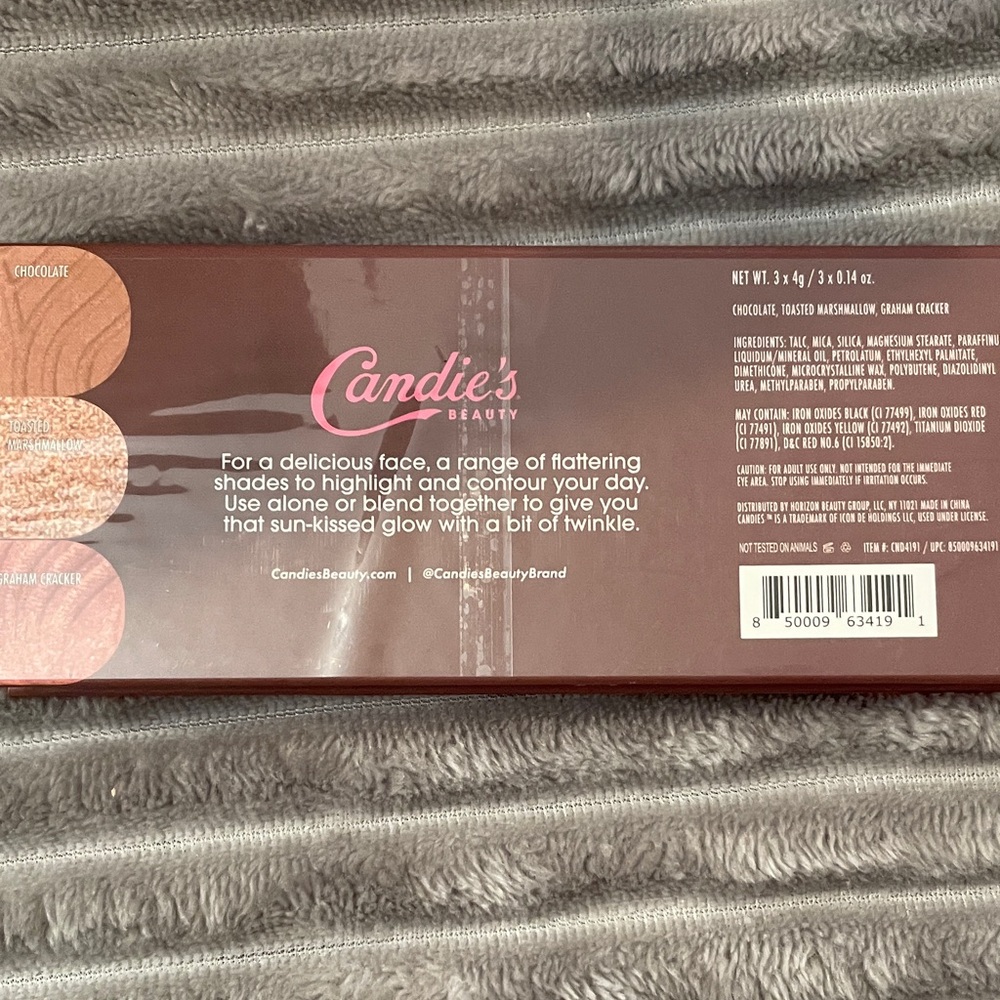 CHOCOLATE
TOASTED
MARSHMALLOW
GRAHAM CRACKER
Candie's
BEAUTY
For a delicious face, a range of flattering
shades to highlight and contour your day.
Use alone or blend together to give you
that sun-kissed glow with a bit of twinkle.
CandiesBeauty.com | @CandiesBeautyBrand
NET WT. 3 x 4g / 3 x 0.14 oz.
CHOCOLATE, TOASTED MARSHMALLOW, GRAHAM CRACKER
INGREDIENTS: TALC, MICA, SILICA, MAGNESIUM STEARATE, PARAFFINU
LIQUIDUM/MINERAL OIL, PETROLATUM, ETHYLHEXYL PALMITATE,
DIMETHICONE, MICROCRYSTALLINE WAX, POLYBUTENE, DIAZOLIDINYL
UREA, METHYLPARABEN, PROPYLPARABEN.
MAY CONTAIN: IRON OXIDES BLACK (CI 77499), IRON OXIDES RED
(CI 77491), IRON OXIDES YELLOW (CI 77492), TITANIUM DIOXIDE
(CI 77891), D&C RED NO.6 (CI 15850:2).
CAUTION: FOR ADULT USE ONLY. NOT INTENDED FOR THE IMMEDIATE
EYE AREA. STOP USING IMMEDIATELY IF IRRITATION OCCURS.
DISTRIBUTED BY HORIZON BEAUTY GROUP, LLC, NY 11021 MADE IN CHINA
CANDIES™ IS A TRADEMARK OF ICON DE HOLDINGS LLC, USED UNDER LICENSE.
NOT TESTED ON ANIMALS ITEM #: CND4191 / UPC: 850009634191
8 50009 63419 1